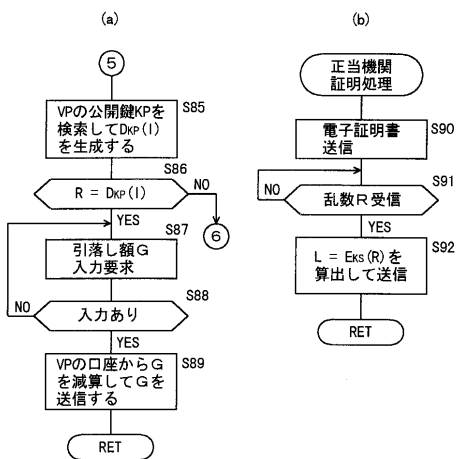 (a)
5
VPの公開鍵KPを
検索してDKP(I)
を生成する
S85
S86
R = DKP(I)
NO
6
YES
S87
引落し額G
入力要求
S88
NO
入力あり
YES
S89
VPの口座からG
を減算してGを
送信する
RET
(b)
正当機関
証明処理
S90
電子証明書
送信
S91
NO
乱数R受信
YES
S92
L = EKS(R)を
算出して送信
RET